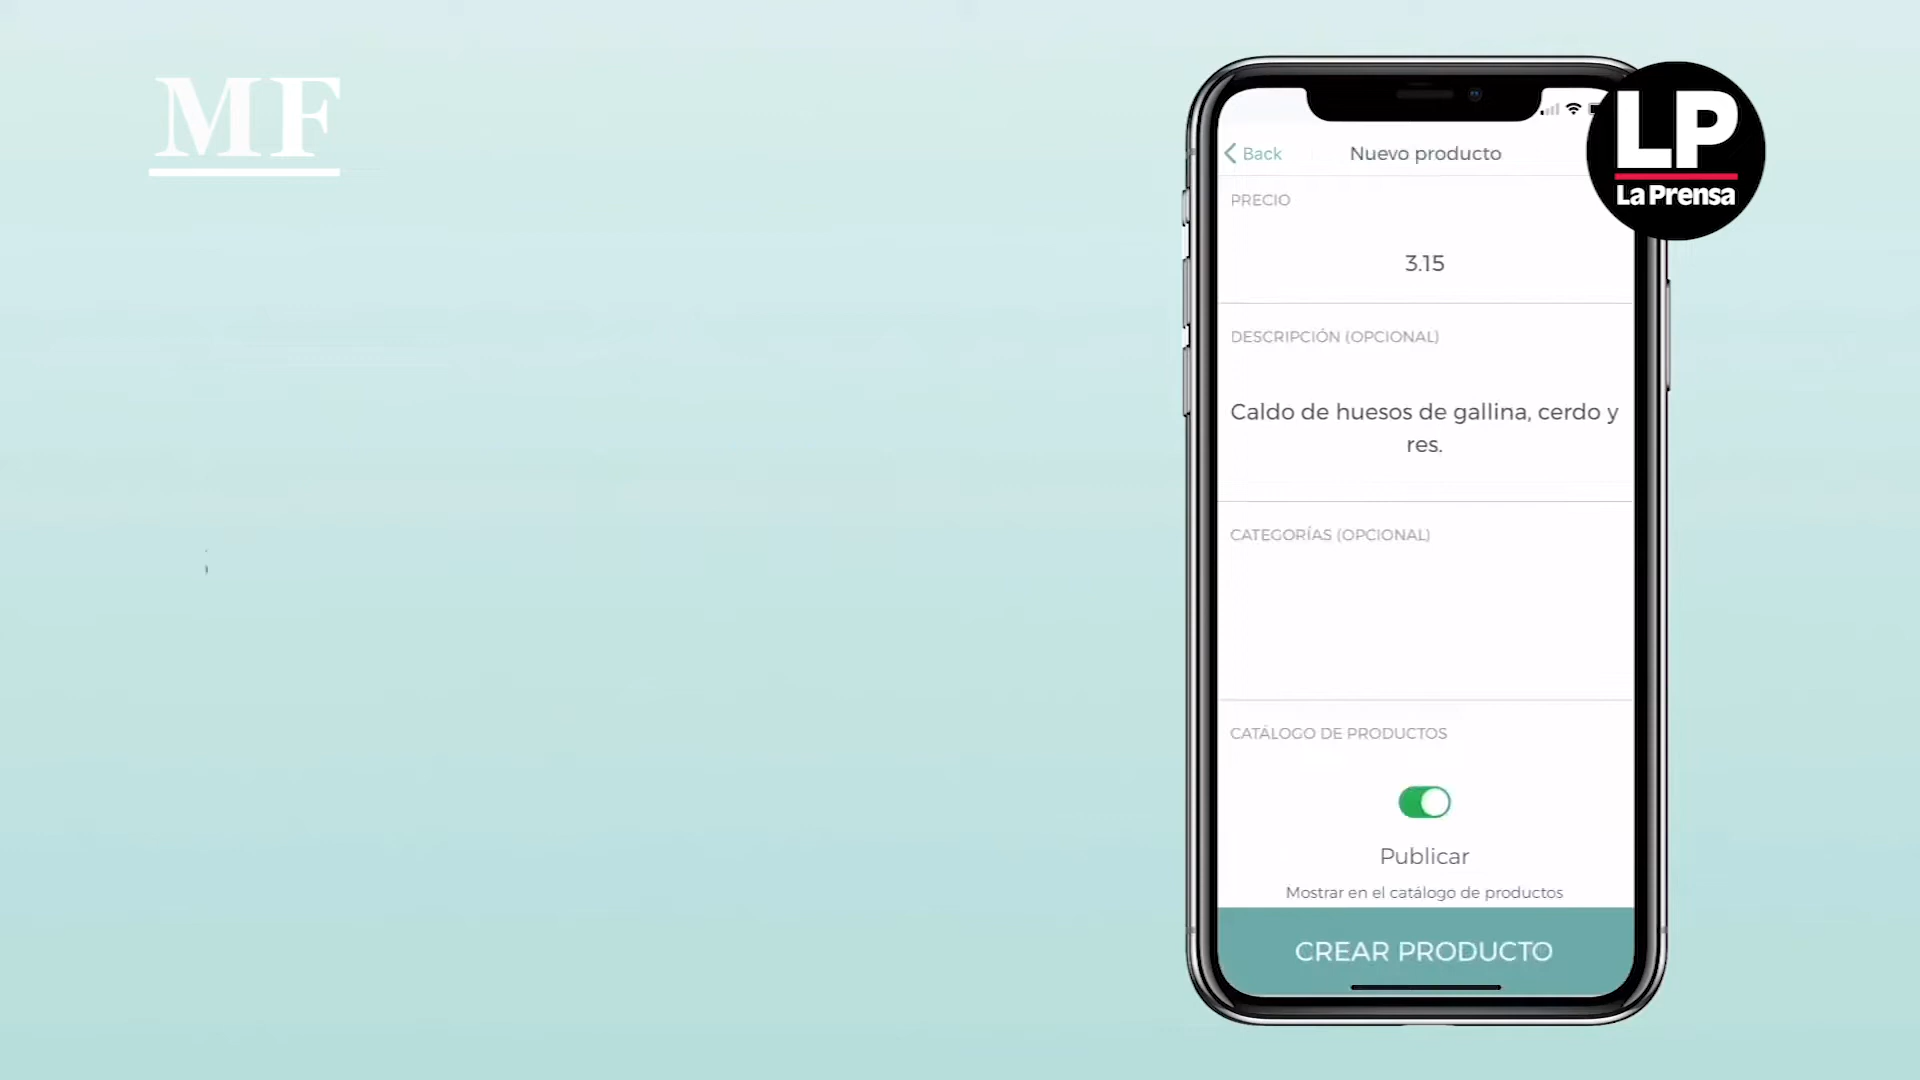 MF
LP
La Prensa
Back
Nuevo producto
PRECIO
3.15
DESCRIPCIÓN (OPCIONAL)
Caldo de huesos de gallina, cerdo y
res.
CATEGORÍAS (OPCIONAL)
CATÁLOGO DE PRODUCTOS
Publicar
Mostrar en el catálogo de productos
CREAR PRODUCTO